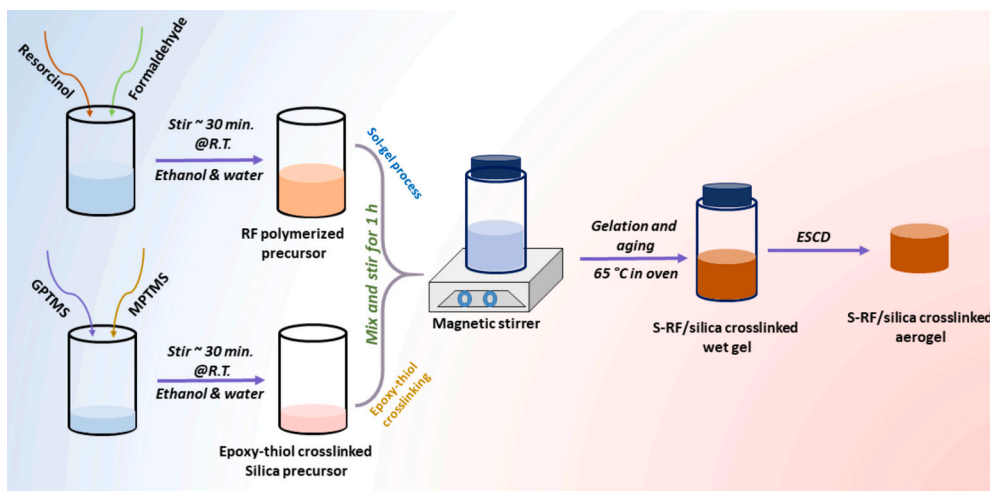 Resorcinol
Formaldehyde
Stir ~ 30 min.
@R.T.
Ethanol & water
RF polymerized
precursor
GPTMS
MPTMS
Stir ~ 30 min.
@R.T.
Ethanol & water
Epoxy-thiol crosslinked
Silica precursor
Sol-gel process
Mix and stir for 1 h
Epoxy-thiol
crosslinking
Magnetic stirrer
Gelation and
aging
65 °C in oven
S-RF/silica crosslinked
wet gel
ESCD
S-RF/silica crosslinked
aerogel